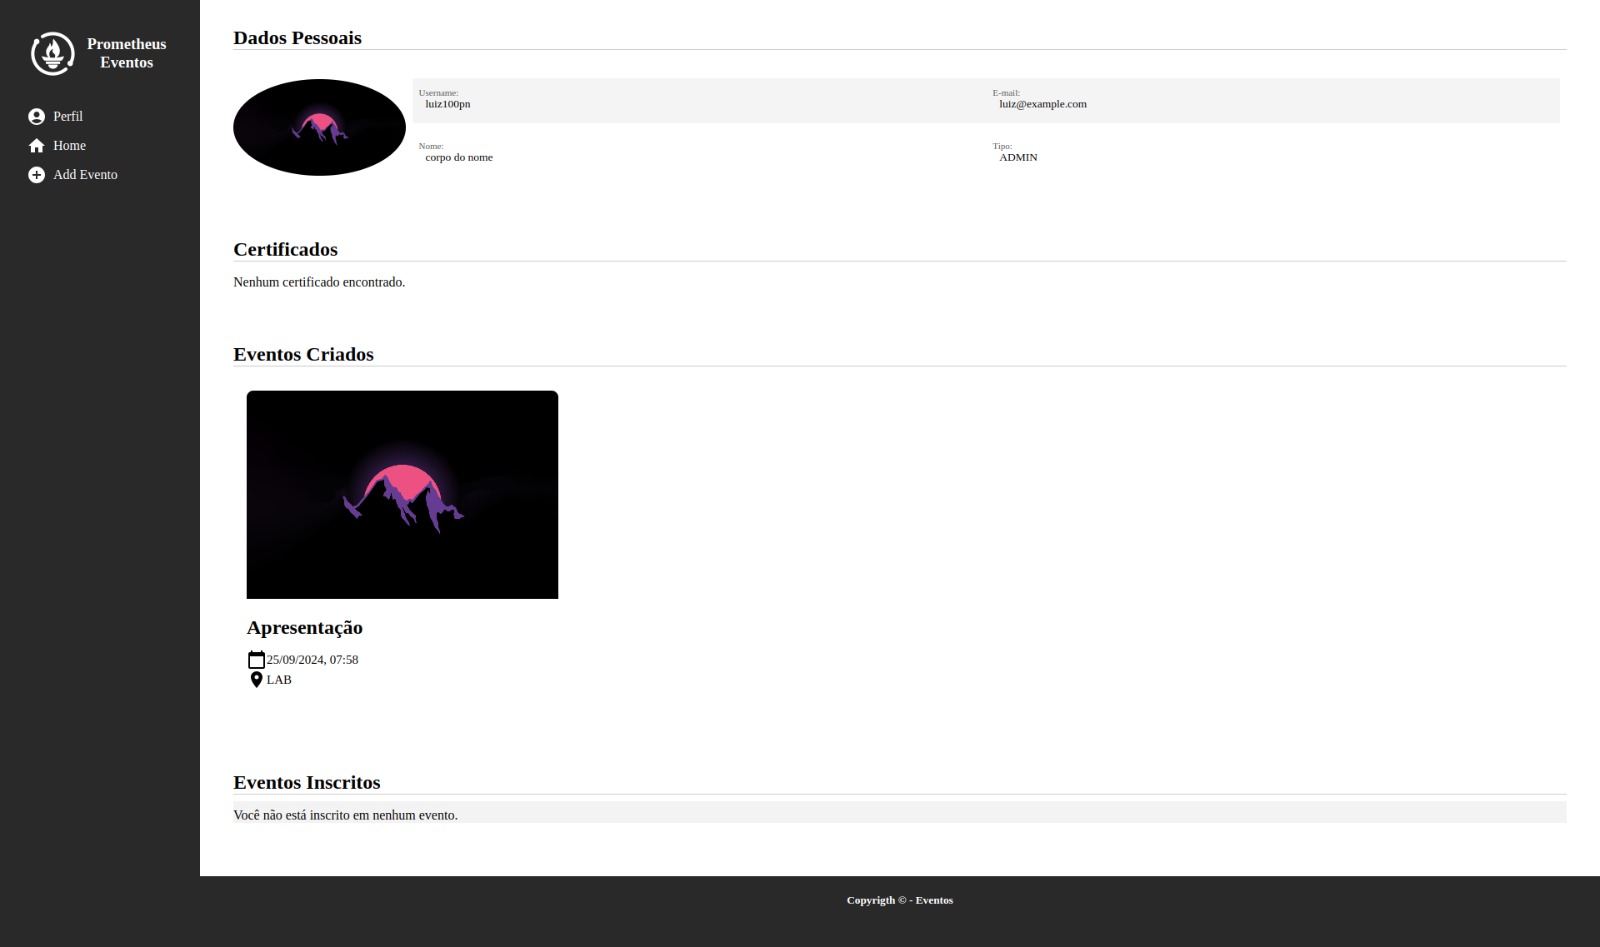 Prometheus
Eventos
Perfil
Home
Add Evento
Dados Pessoais
Username:
luiz100pn
E-mail:
luiz@example.com
Nome:
corpo do nome
Tipo:
ADMIN
Certificados
Nenhum certificado encontrado.
Eventos Criados
Apresentação
25/09/2024, 07:58
LAB
Eventos Inscritos
Você não está inscrito em nenhum evento.
Copyrigth © - Eventos